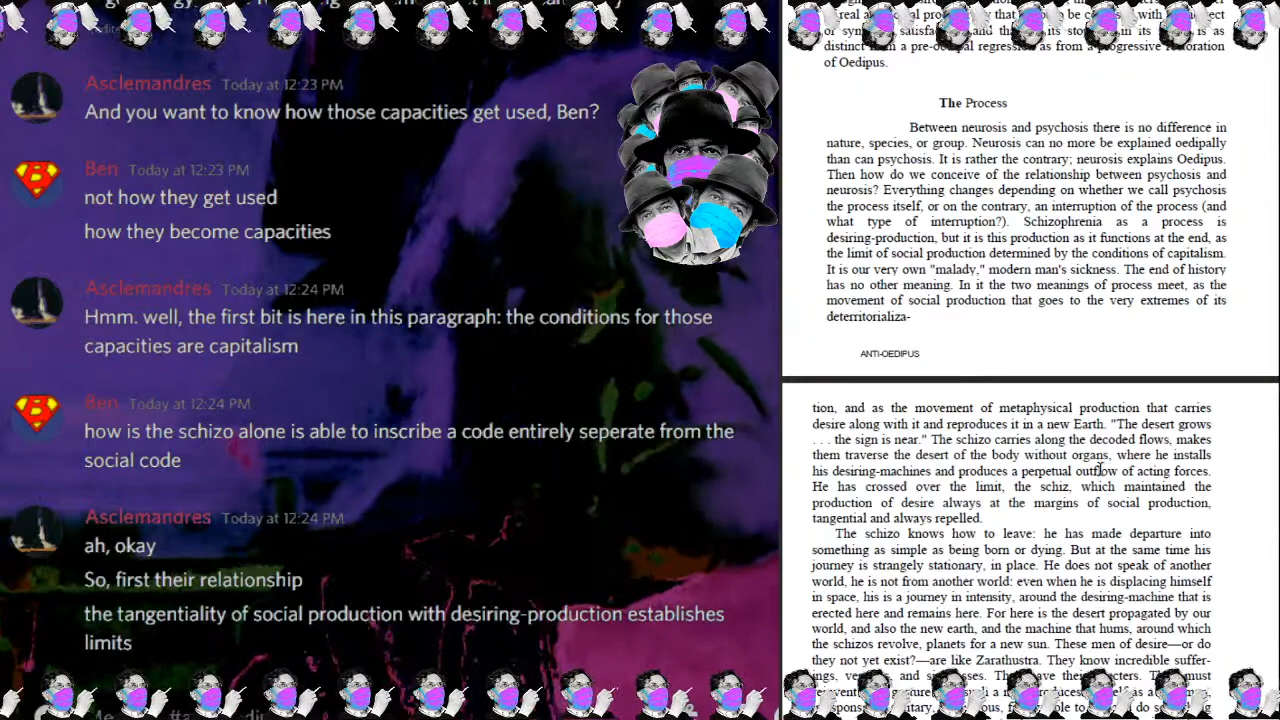 Asclemandres Today at 12:23 PM
And you want to know how those capacities get used, Ben?
Ben Today at 12:23 PM
not how they get used
how they become capacities
Asclemandres Today at 12:24 PM
Hmm. well, the first bit is here in this paragraph: the conditions for those
capacities are capitalism
Ben Today at 12:24 PM
how is the schizo alone is able to inscribe a code entirely seperate from the
social code
Asclemandres Today at 12:24 PM
ah, okay
So, first their relationship
the tangentiality of social production with desiring-production establishes
limits
distinct a pre- regression as from a progressive
of Oedipus.
The Process
Between neurosis and psychosis there is no difference in
nature, species, or group. Neurosis can no more be explained oedipally
than can psychosis. It is rather the contrary; neurosis explains Oedipus.
Then how do we conceive of the relationship between psychosis and
neurosis? Everything changes depending on whether we call psychosis
the process itself, or on the contrary, an interruption of the process (and
what type of interruption?). Schizophrenia as a process is
desiring-production, but it is this production as it functions at the end, as
the limit of social production determined by the conditions of capitalism.
It is our very own "malady," modern man's sickness. The end of history
has no other meaning. In it the two meanings of process meet, as the
movement of social production that goes to the very extremes of its
deterritorializa-
ANTI-OEDIPUS
tion, and as the movement of metaphysical production that carries
desire along with it and reproduces it in a new Earth. "The desert grows
. . . the sign is near." The schizo carries along the decoded flows, makes
them traverse the desert of the body without organs, where he installs
his desiring-machines and produces a perpetual outflow of acting forces.
He has crossed over the limit, the schiz, which maintained the
production of desire always at the margins of social production,
tangential and always repelled.
The schizo knows how to leave: he has made departure into
something as simple as being born or dying. But at the same time his
journey is strangely stationary, in place. He does not speak of another
world, he is not from another world: even when he is displacing himself
in space, his is a journey in intensity, around the desiring-machine that is
erected here and remains here. For here is the desert propagated by our
world, and also the new earth, and the machine that hums, around which
the schizos revolve, planets for a new sun. These men of desire—or do
they not yet exist?—are like Zarathustra. They know incredible suffer-